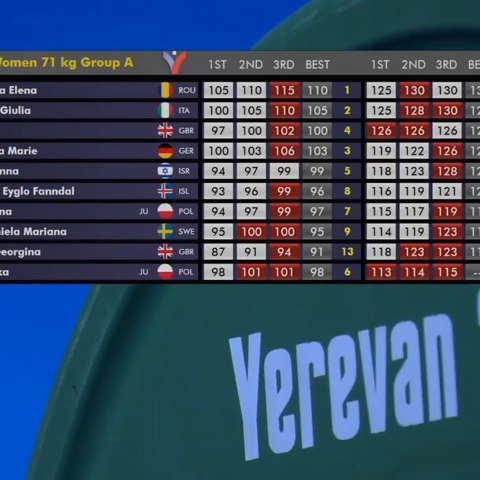 Women 71 kg Group A 1ST 2ND 3RD BEST 1ST 2ND 3RD
a Elena ROU 105 110 115 110 1 125 130 130
Giulia ITA 100 105 110 105 2 125 128 130
GBR 97 100 102 100 4 126 126 126
a Marie GER 100 103 106 103 3 119 122 126
nna ISR 94 97 99 99 5 118 123 128
Eyglo Fanndal ISL 93 96 99 96 8 116 119 121
na JU POL 94 97 99 97 7 115 117 119
iela Mariana SWE 95 100 100 95 9 114 119 123
Georgina GBR 87 91 94 91 13 118 123 123
ka JU POL 98 101 101 98 6 113 114 115
Yerevan